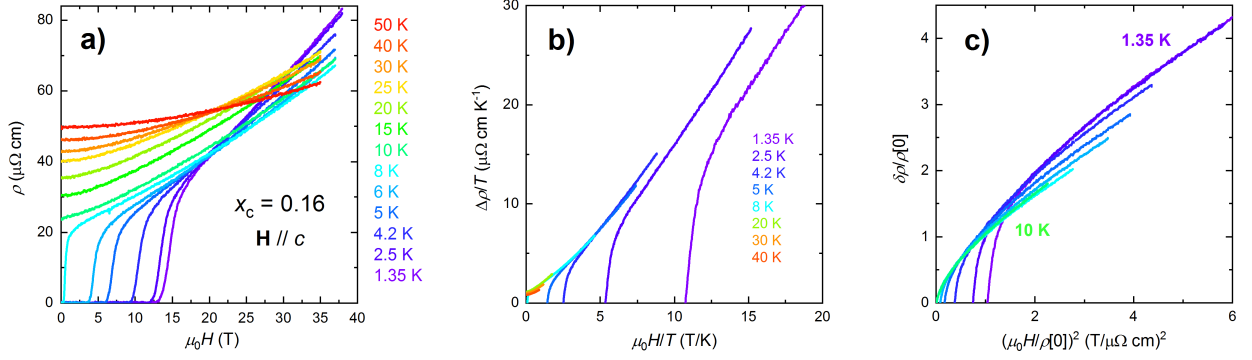 a)
80
60
40
20
0
ρ (μΩ cm)
0 5 10 15 20 25 30 35 40
μ₀H (T)
x_c = 0.16
H // c
50 K
40 K
30 K
25 K
20 K
15 K
10 K
8 K
6 K
5 K
4.2 K
2.5 K
1.35 K
b)
30
20
10
0
Δρ/T (μΩ cm K⁻¹)
0 5 10 15 20
μ₀H/T (T/K)
1.35 K
2.5 K
4.2 K
5 K
8 K
20 K
30 K
40 K
c)
1.35 K
10 K
4
3
2
1
0
δρ/ρ[0]
0 2 4 6
(μ₀H/ρ[0])² (T/μΩ cm)²